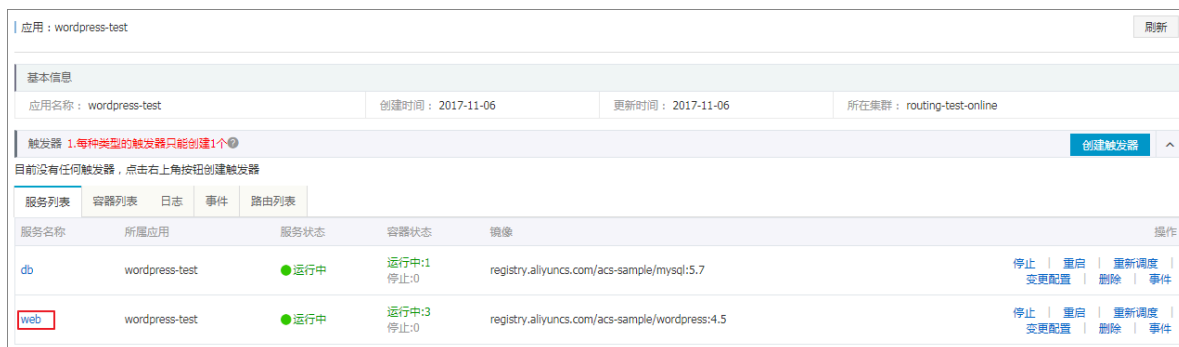 应用：wordpress-test
刷新
基本信息
应用名称： wordpress-test 创建时间： 2017-11-06 更新时间： 2017-11-06 所在集群： routing-test-online
触发器 1.每种类型的触发器只能创建1个 创建触发器
目前没有任何触发器，点击右上角按钮创建触发器
服务列表 容器列表 日志 事件 路由列表
服务名称 所属应用 服务状态 容器状态 镜像 操作
db wordpress-test 运行中 运行中:1 registry.aliyuncs.com/acs-sample/mysql:5.7 停止 | 重启 | 重新调度 |
停止:0 变更配置 | 删除 | 事件
web wordpress-test 运行中 运行中:3 registry.aliyuncs.com/acs-sample/wordpress:4.5 停止 | 重启 | 重新调度 |
停止:0 变更配置 | 删除 | 事件